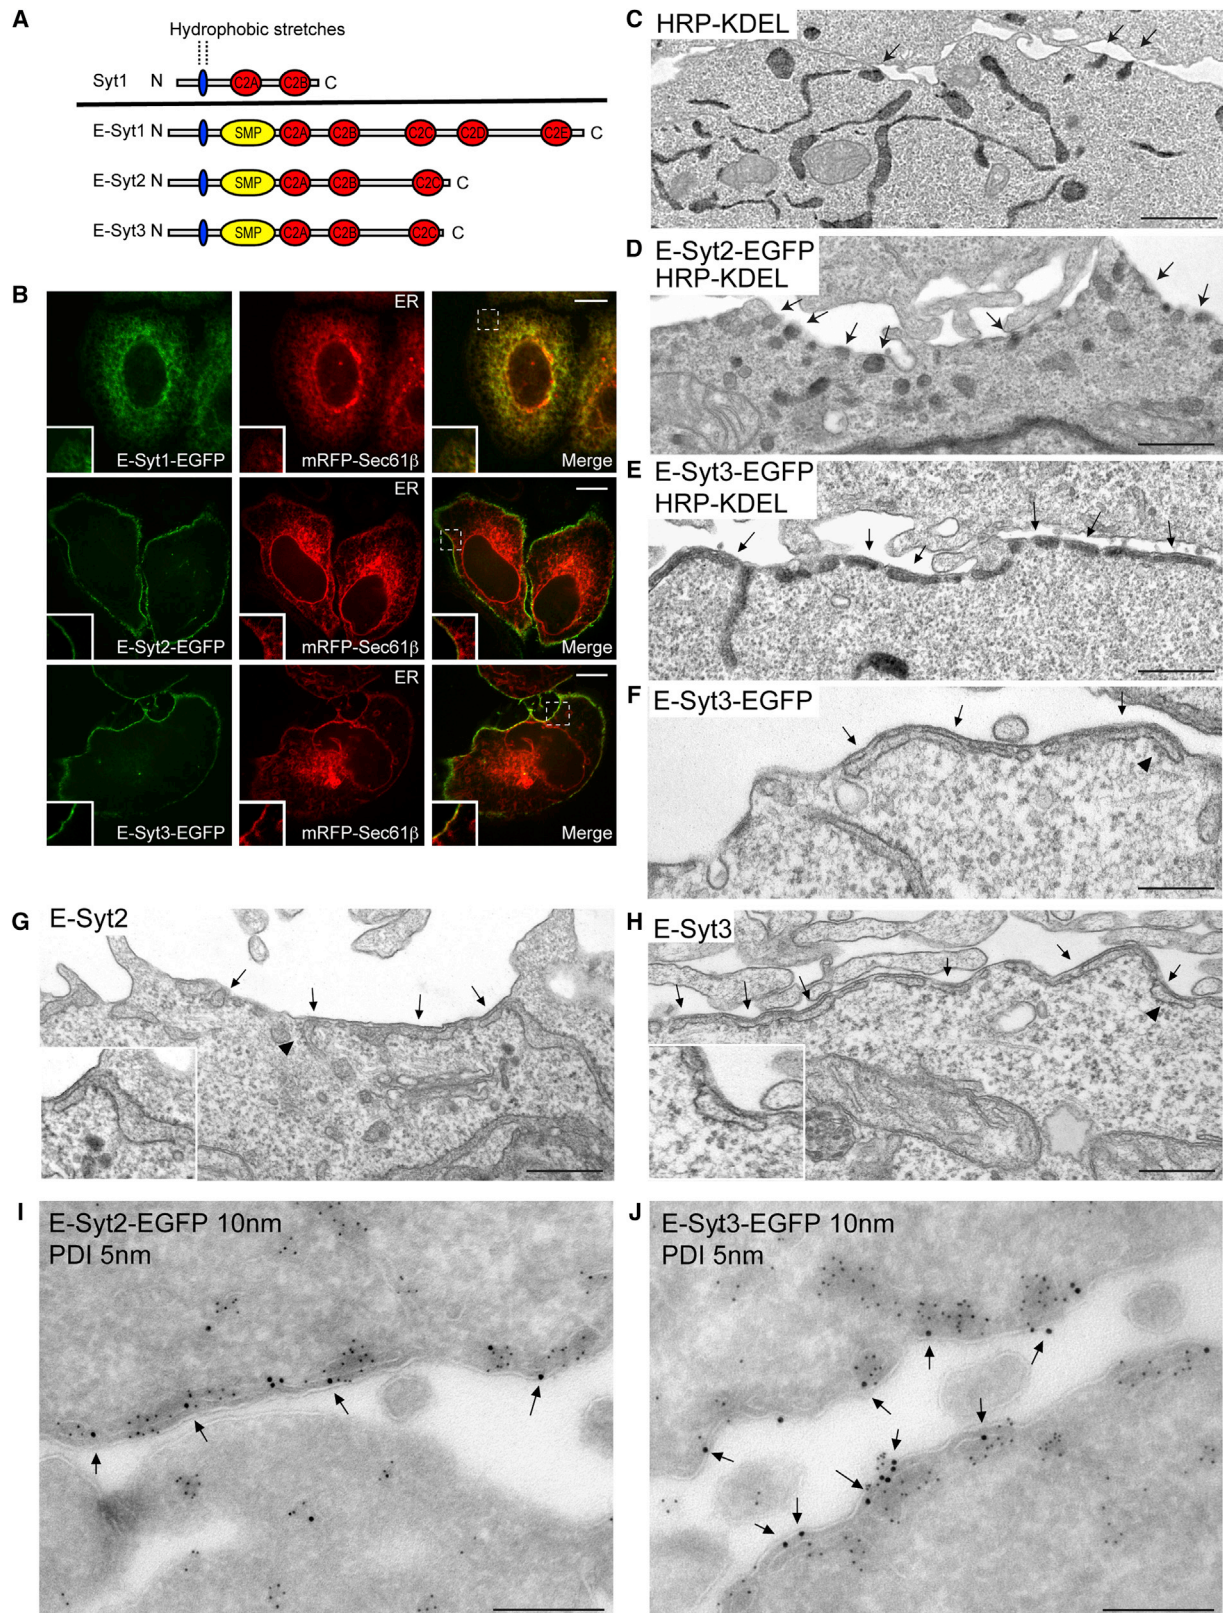 A
Hydrophobic stretches
Syt1 N C2A C2B C
E-Syt1 N SMP C2A C2B C2C C2D C2E C
E-Syt2 N SMP C2A C2B C2C C
E-Syt3 N SMP C2A C2B C2C C
B
ER
E-Syt1-EGFP mRFP-Sec61β Merge
ER
E-Syt2-EGFP mRFP-Sec61β Merge
ER
E-Syt3-EGFP mRFP-Sec61β Merge
C HRP-KDEL
D E-Syt2-EGFP
HRP-KDEL
E E-Syt3-EGFP
HRP-KDEL
F E-Syt3-EGFP
G E-Syt2
H E-Syt3
I E-Syt2-EGFP 10nm
PDI 5nm
J E-Syt3-EGFP 10nm
PDI 5nm